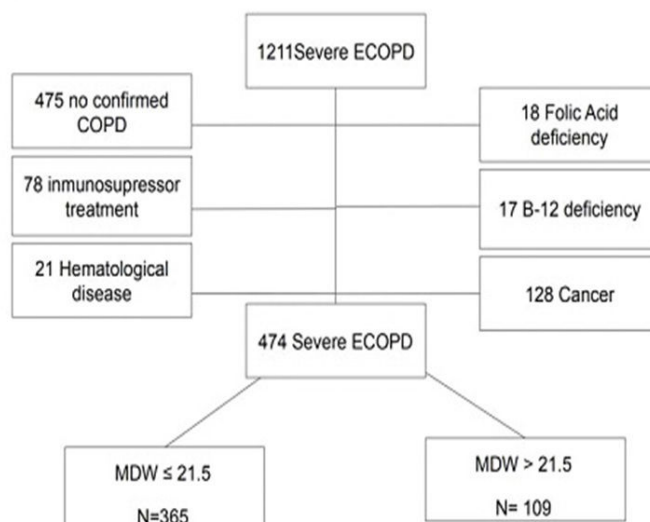 1211Severe ECOPD
475 no confirmed
COPD
18 Folic Acid
deficiency
78 inmunosupressor
treatment
17 B-12 deficiency
21 Hematological
disease
128 Cancer
474 Severe ECOPD
MDW ≤ 21.5
N=365
MDW > 21.5
N= 109